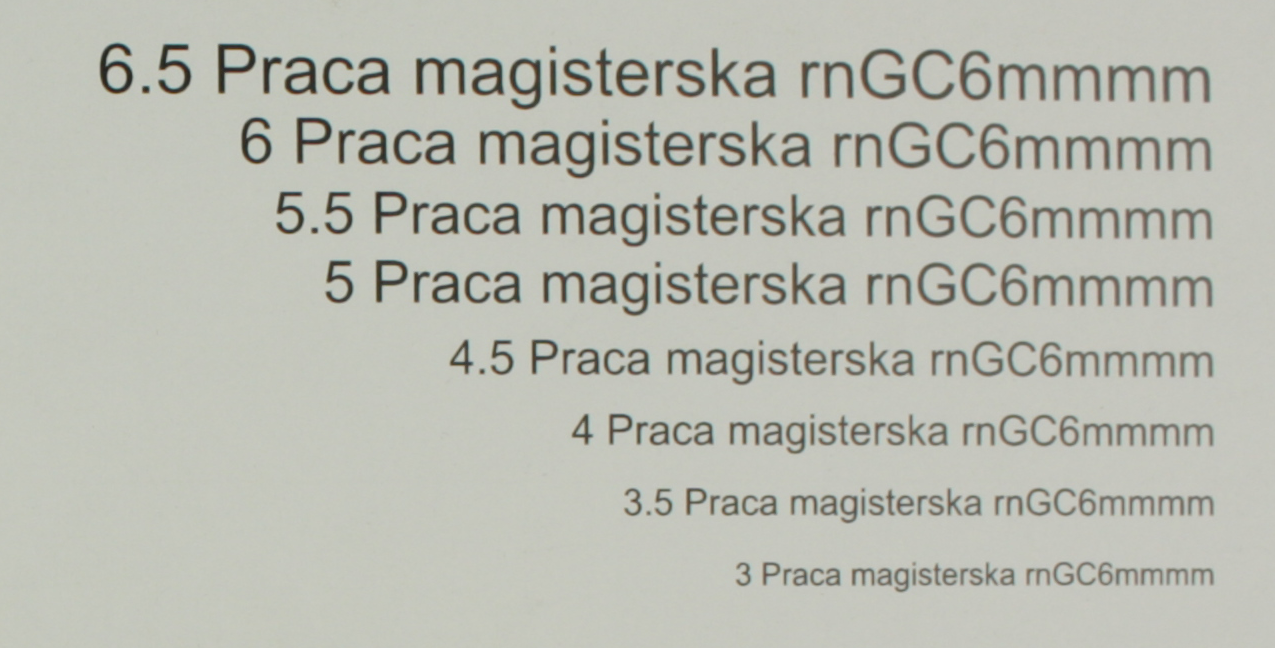 6.5 Praca magisterska rnGC6mmmm
6 Praca magisterska rnGC6mmmm
5.5 Praca magisterska rnGC6mmmm
5 Praca magisterska rnGC6mmmm
4.5 Praca magisterska rnGC6mmmm
4 Praca magisterska rnGC6mmmm
3.5 Praca magisterska rnGC6mmmm
3 Praca magisterska rnGC6mmmm